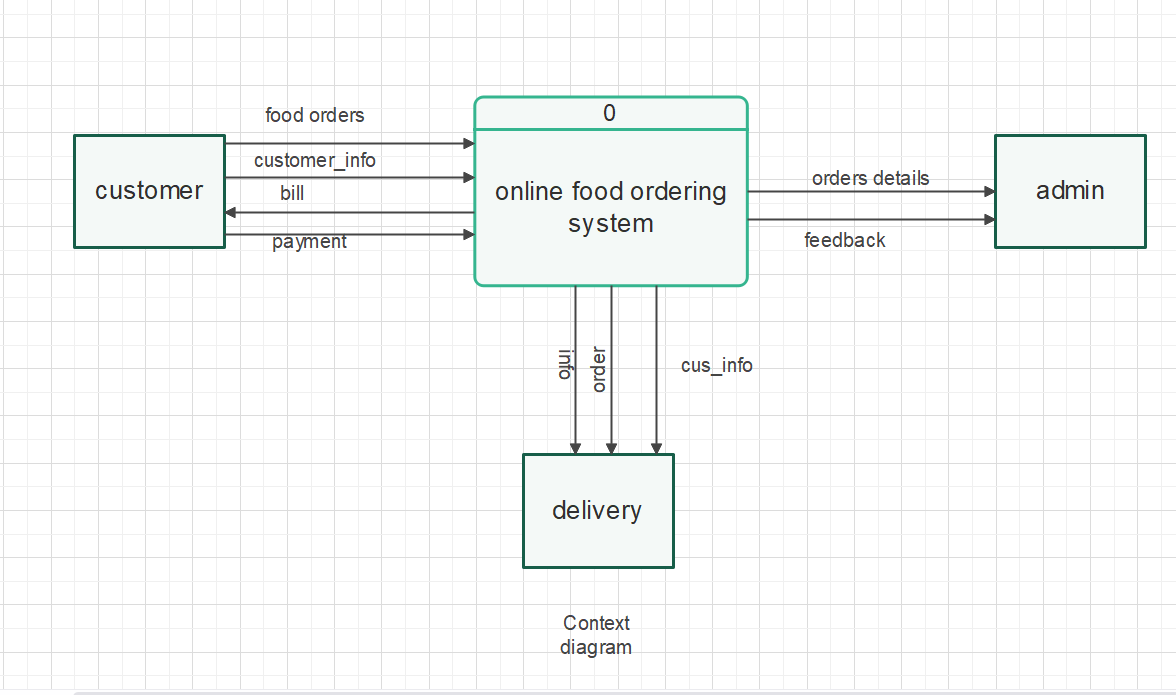 food orders
0
customer_info
customer
bill
payment
online food ordering
system
orders details
feedback
admin
info
order
cus_info
delivery
Context
diagram